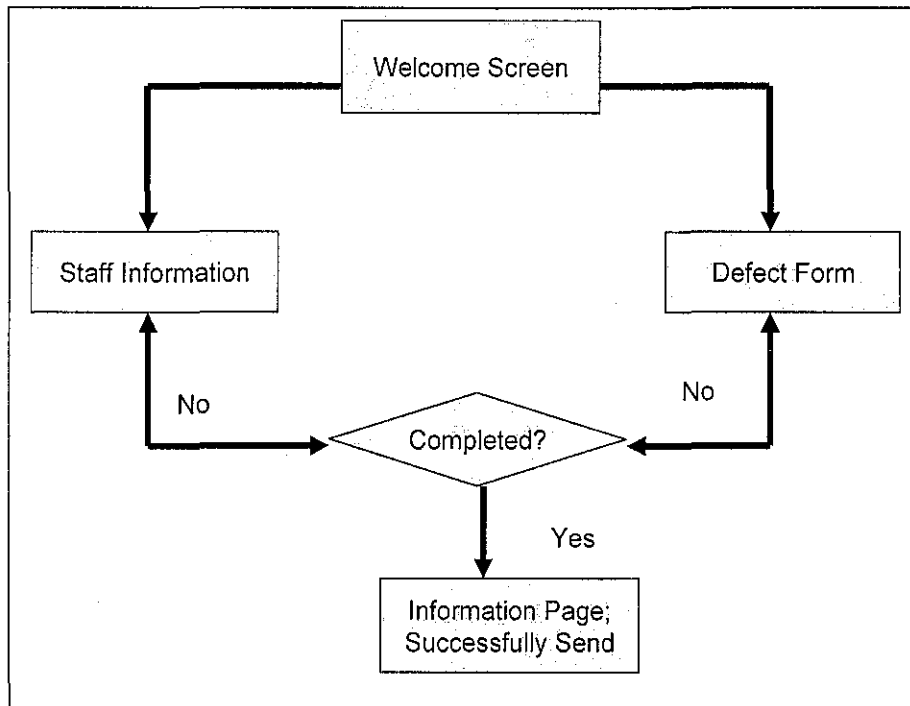 Welcome Screen
Staff Information
Defect Form
No
No
Completed?
Yes
Information Page;
Successfully Send